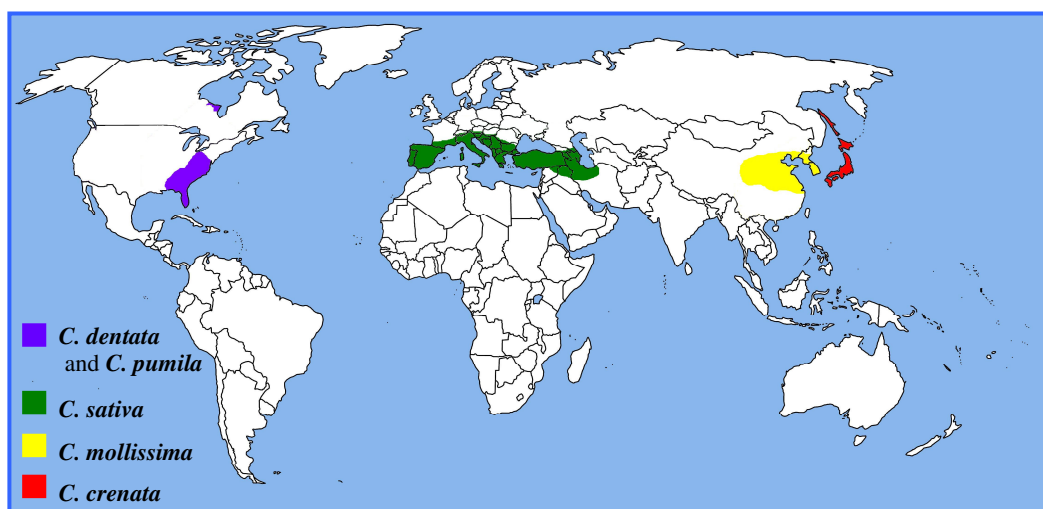 C. dentata
and C. pumila
C. sativa
C. mollissima
C. crenata